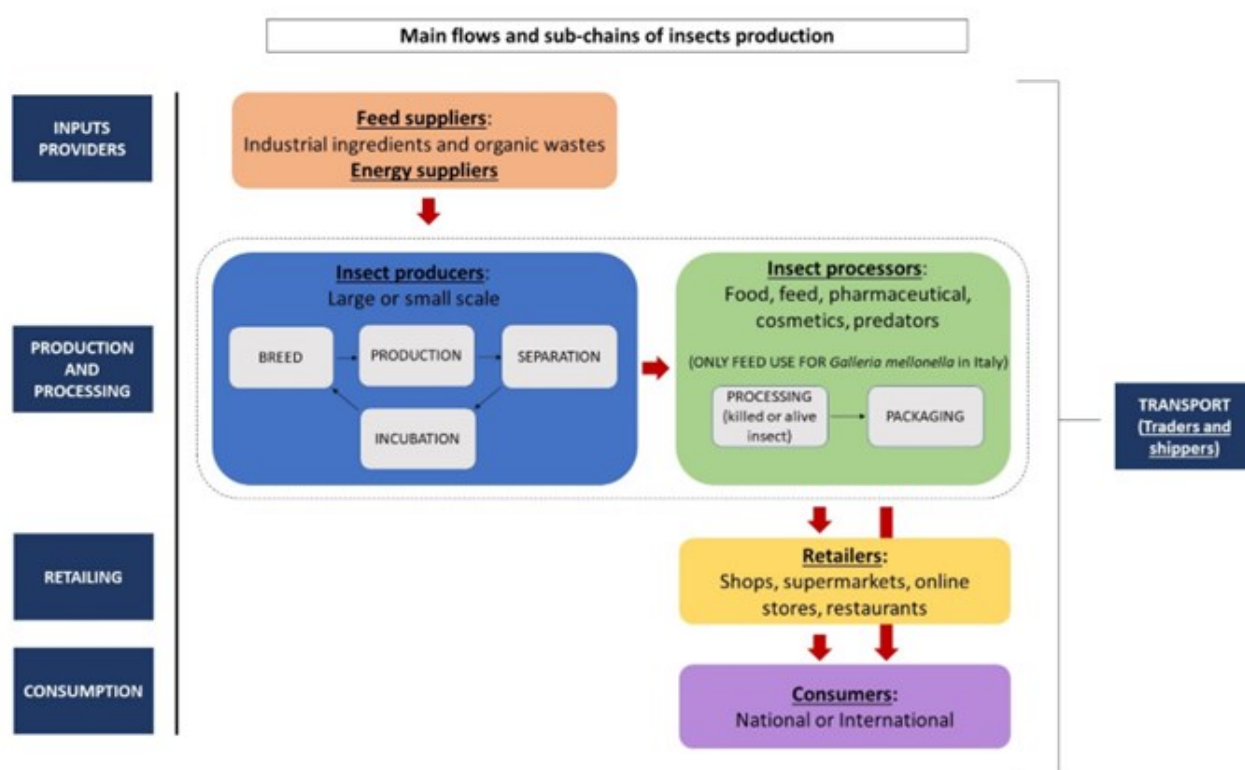 Main flows and sub-chains of insects production
INPUTS
PROVIDERS
Feed suppliers:
Industrial ingredients and organic wastes
Energy suppliers
PRODUCTION
AND
PROCESSING
Insect producers:
Large or small scale
BREED
PRODUCTION
SEPARATION
INCUBATION
Insect processors:
Food, feed, pharmaceutical,
cosmetics, predators
(ONLY FEED USE FOR Galleria mellonella in Italy)
PROCESSING
(killed or alive
insect)
PACKAGING
TRANSPORT
(Traders and
shippers)
RETAILING
Retailers:
Shops, supermarkets, online
stores, restaurants
CONSUMPTION
Consumers:
National or International